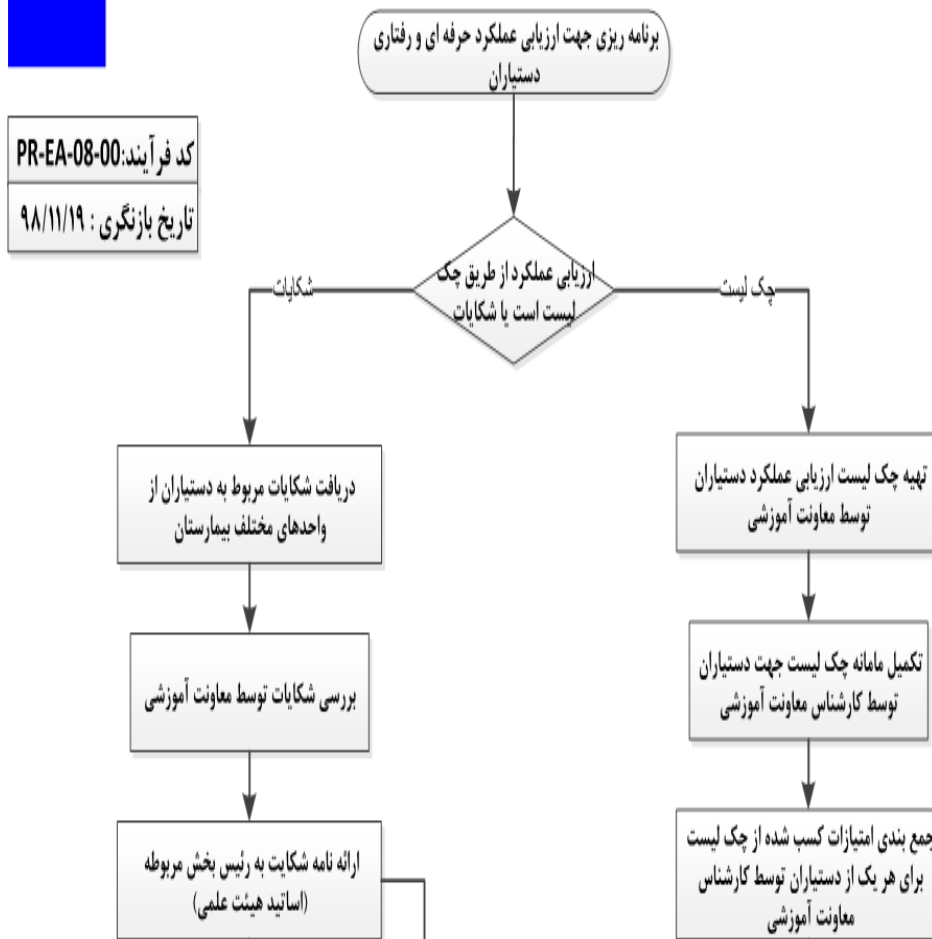 برنامه ریزی جهت ارزیابی عملکرد حرفه ای و رفتاری
دستیاران
کد فرآیند:PR-EA-08-00
تاریخ بازنگری : ۹۸/۱۱/۱۹
ارزیابی عملکرد از طریق چک
لیست است یا شکایات
چک لیست
شکایات
تهیه چک لیست ارزیابی عملکرد دستیاران
توسط معاونت آموزشی
دریافت شکایات مربوط به دستیاران از
واحدهای مختلف بیمارستان
تکمیل مامانه چک لیست جهت دستیاران
توسط کارشناس معاونت آموزشی
بررسی شکایات توسط معاونت آموزشی
جمع بندی امتیازات کسب شده از چک لیست
برای هر یک از دستیاران توسط کارشناس
معاونت آموزشی
ارائه نامه شکایت به رئیس بخش مربوطه
(اساتید هیئت علمی)